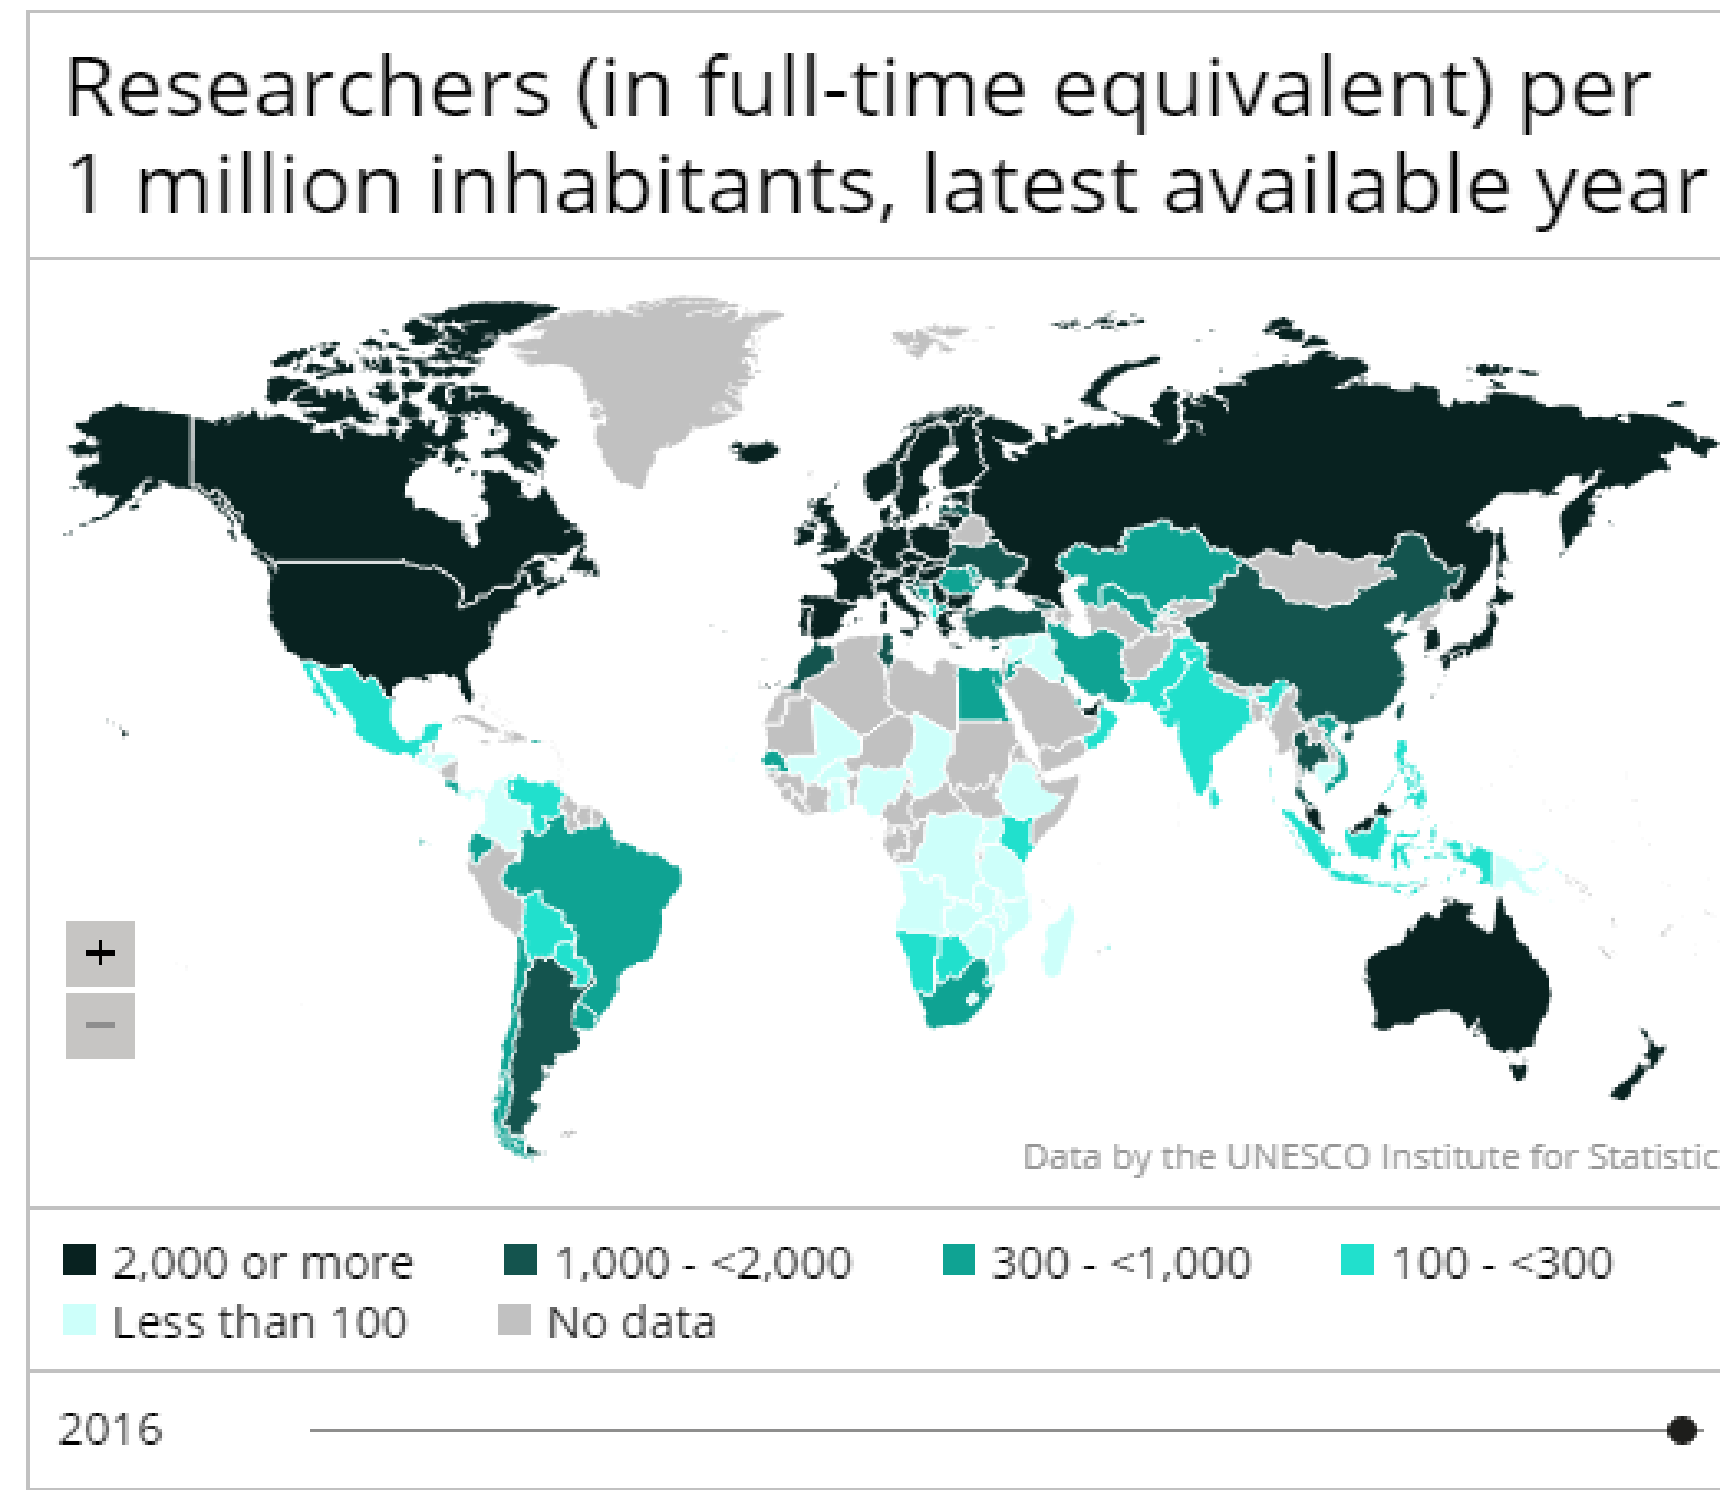 Researchers (in full-time equivalent) per
1 million inhabitants, latest available year
+
−
Data by the UNESCO Institute for Statistic
2,000 or more 1,000 - <2,000 300 - <1,000 100 - <300
Less than 100 No data
2016